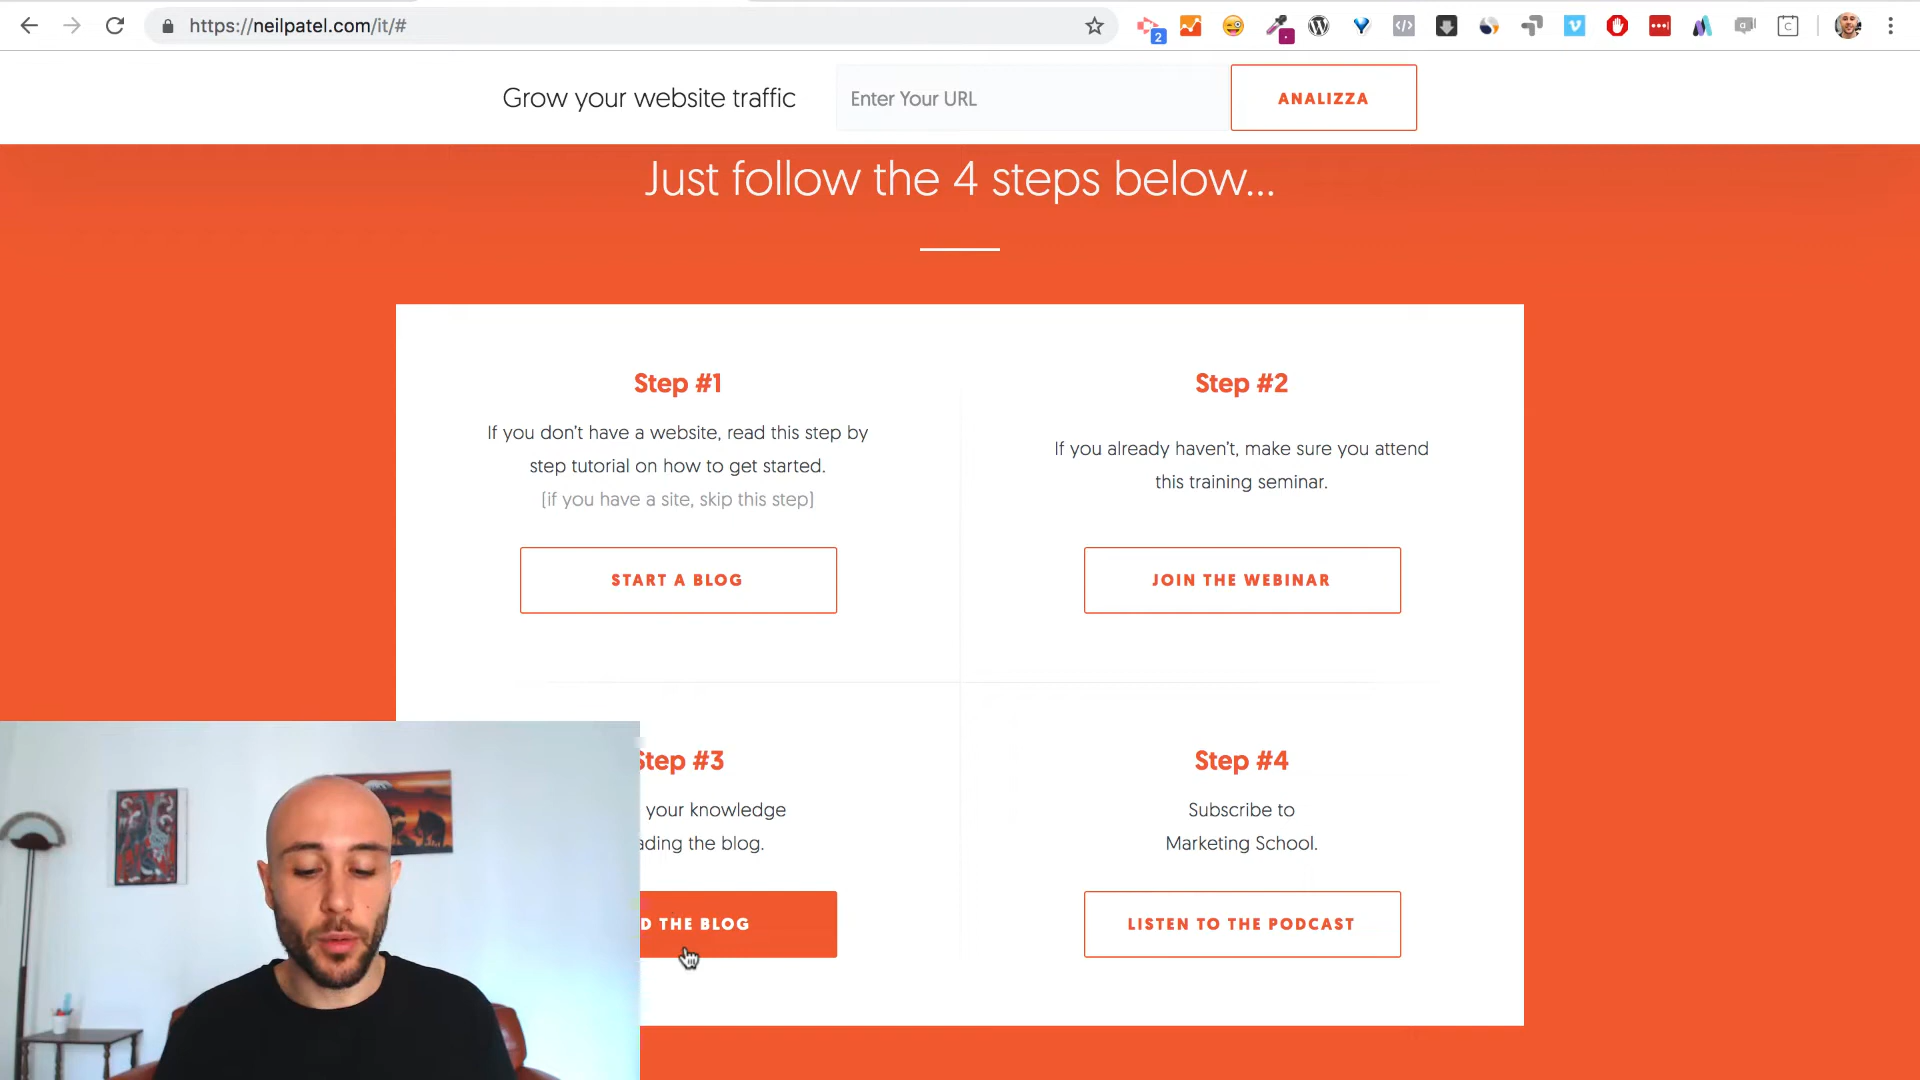 https://neilpatel.com/it/#
2
Grow your website traffic
Enter Your URL
ANALIZZA
Just follow the 4 steps below...
Step #1
If you don't have a website, read this step by
step tutorial on how to get started.
(if you have a site, skip this step)
START A BLOG
Step #2
If you already haven't, make sure you attend
this training seminar.
JOIN THE WEBINAR
Step #3
your knowledge
ading the blog.
D THE BLOG
Step #4
Subscribe to
Marketing School.
LISTEN TO THE PODCAST